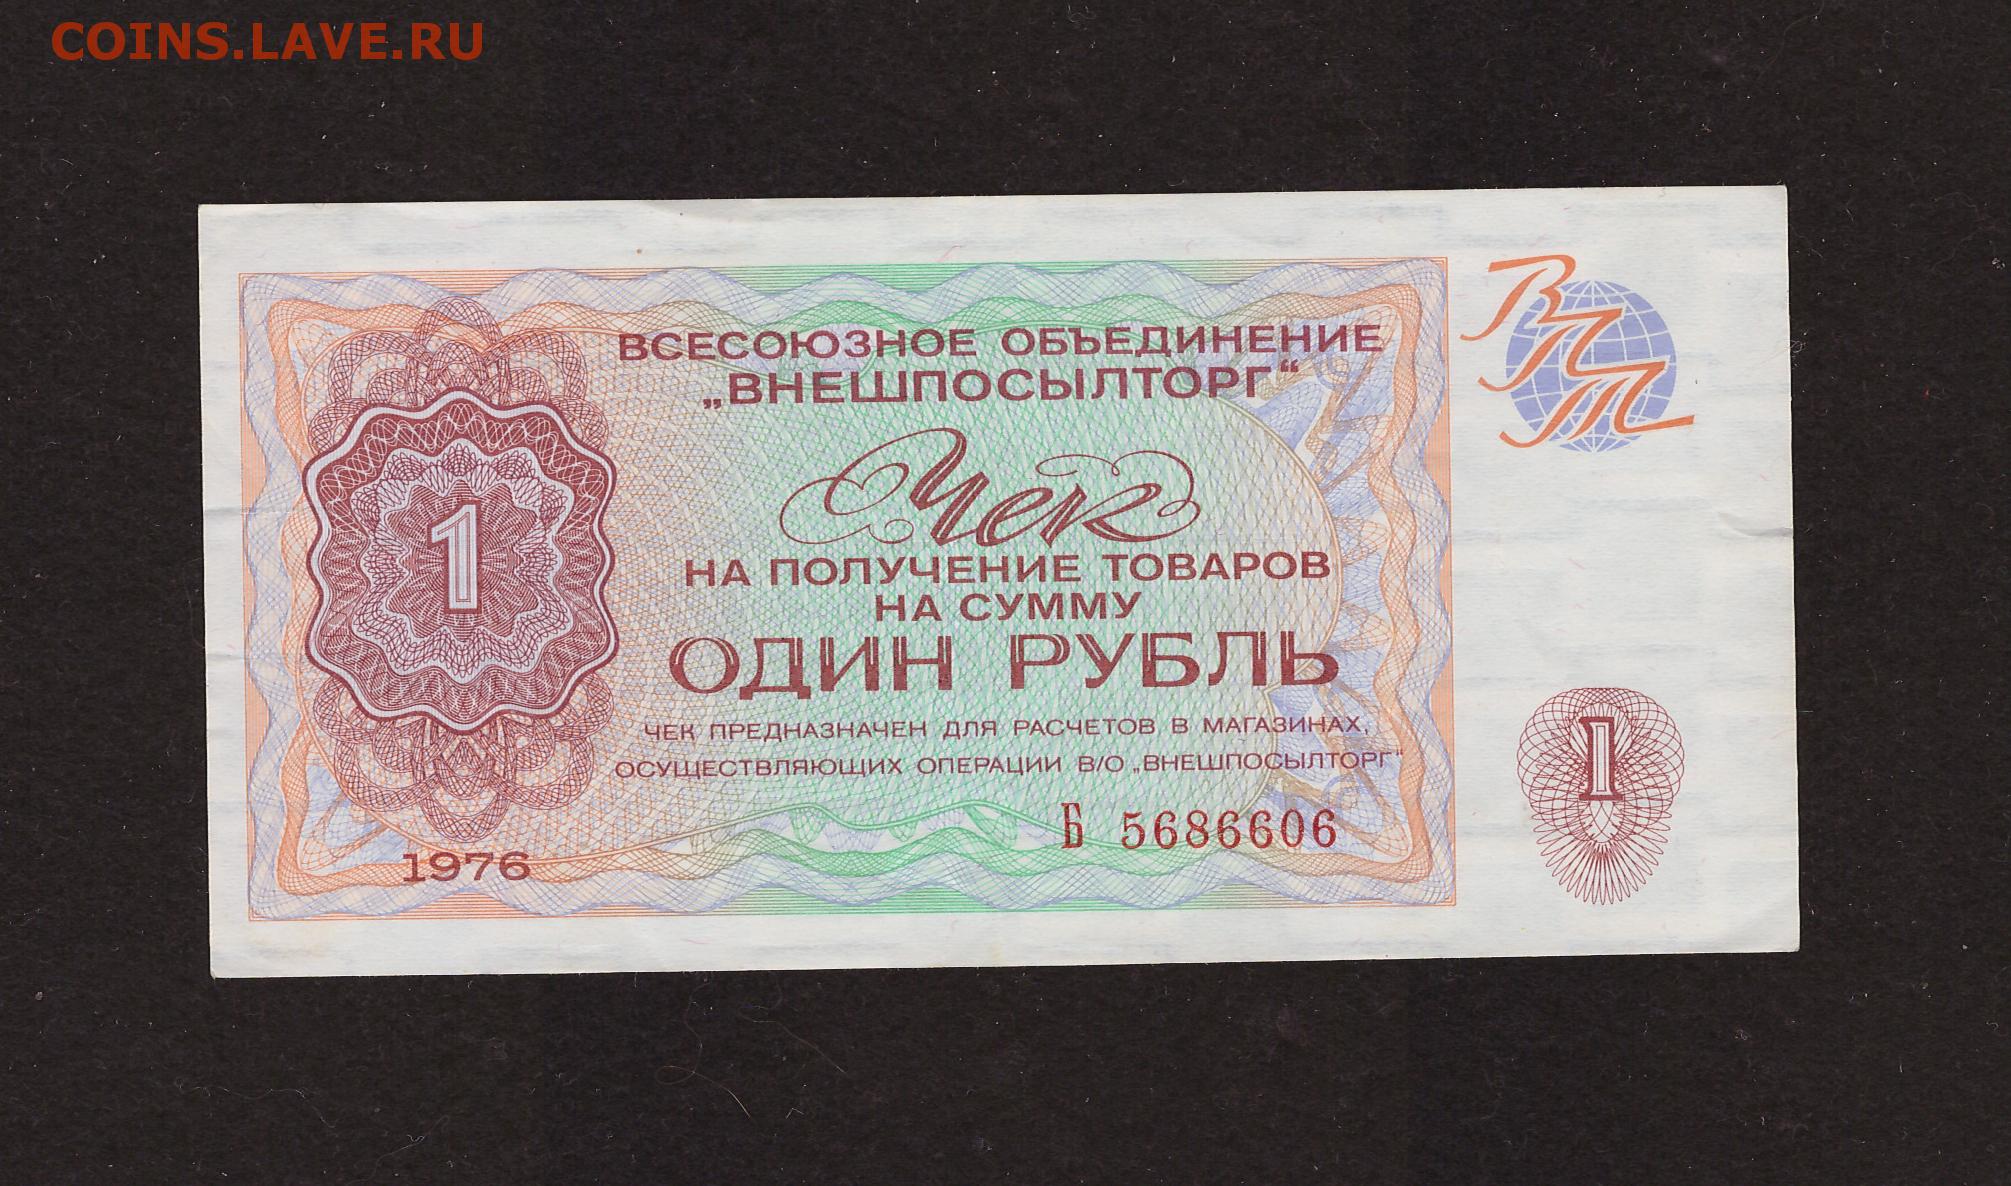 COINS.LAVE.RU
ВСЕСОЮЗНОЕ ОБЪЕДИНЕНИЕ
„ВНЕШПОСЫЛТОРГ“
ВПТ
Чек
НА ПОЛУЧЕНИЕ ТОВАРОВ
НА СУММУ
1
ОДИН РУБЛЬ
ЧЕК ПРЕДНАЗНАЧЕН ДЛЯ РАСЧЕТОВ В МАГАЗИНАХ,
ОСУЩЕСТВЛЯЮЩИХ ОПЕРАЦИИ В/О „ВНЕШПОСЫЛТОРГ“
1
Б 5686606
1976